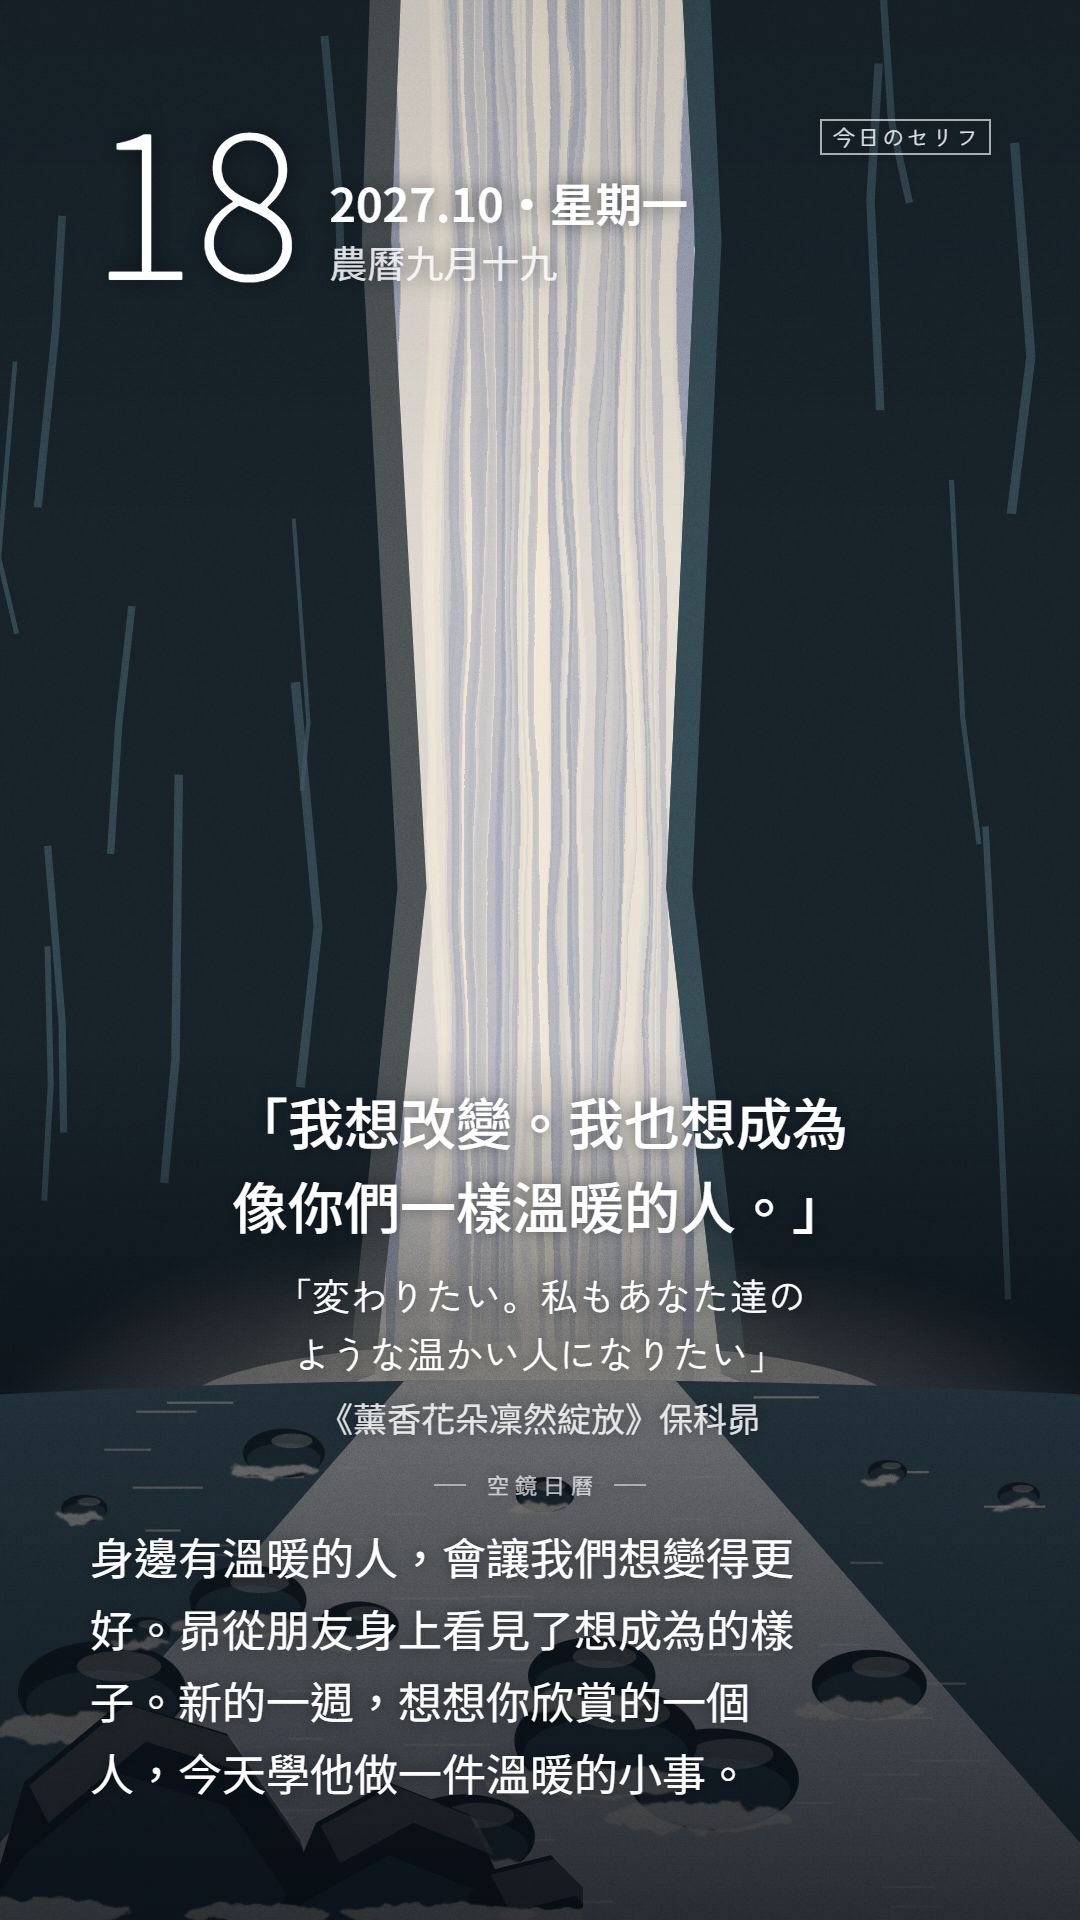 今日のセリフ
18
2027.10・星期一
農曆九月十九
「我想改變。我也想成為
像你們一樣溫暖的人。」
「変わりたい。私もあなた達の
ような温かい人になりたい」
《薰香花朵凜然綻放》保科昴
空鏡日曆
身邊有溫暖的人，會讓我們想變得更
好。昴從朋友身上看見了想成為的樣
子。新的一週，想想你欣賞的一個
人，今天學他做一件溫暖的小事。